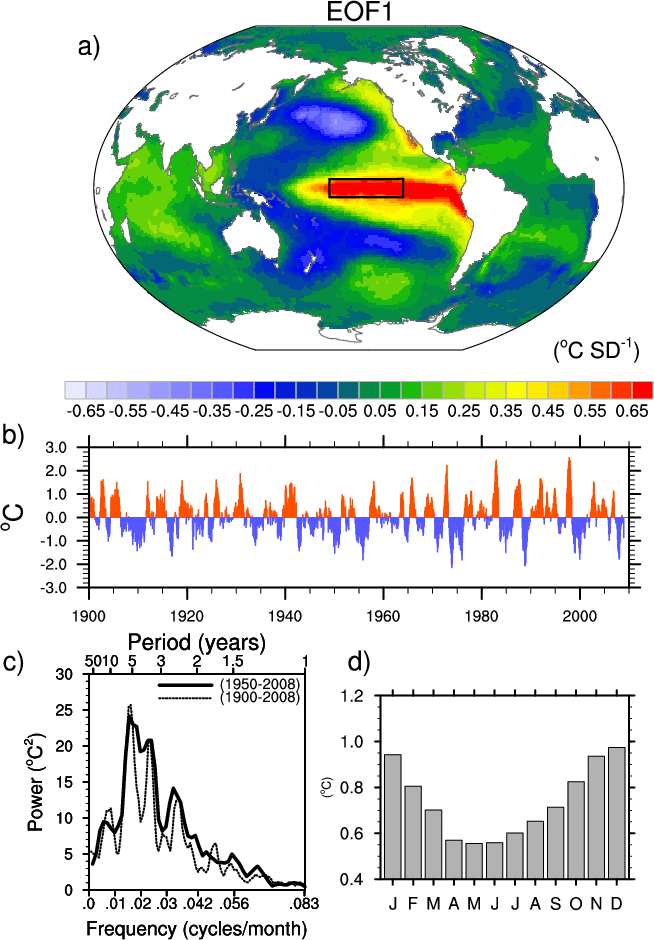 EOF1
a)
(°C SD-1)
-0.65 -0.55 -0.45 -0.35 -0.25 -0.15 -0.05 0.05 0.15 0.25 0.35 0.45 0.55 0.65
b)
3.0
2.0
1.0
0.0
-1.0
-2.0
-3.0
°C
1900 1920 1940 1960 1980 2000
Period (years)
c)
50 10 5 3 2 1.5 1
30
25
20
15
10
5
0
Power (°C2)
(1950-2008)
(1900-2008)
.0 .01 .02 .03 .042 .056 .083
Frequency (cycles/month)
d)
1.2
1.0
0.8
0.6
0.4
(°C)
J F M A M J J A S O N D